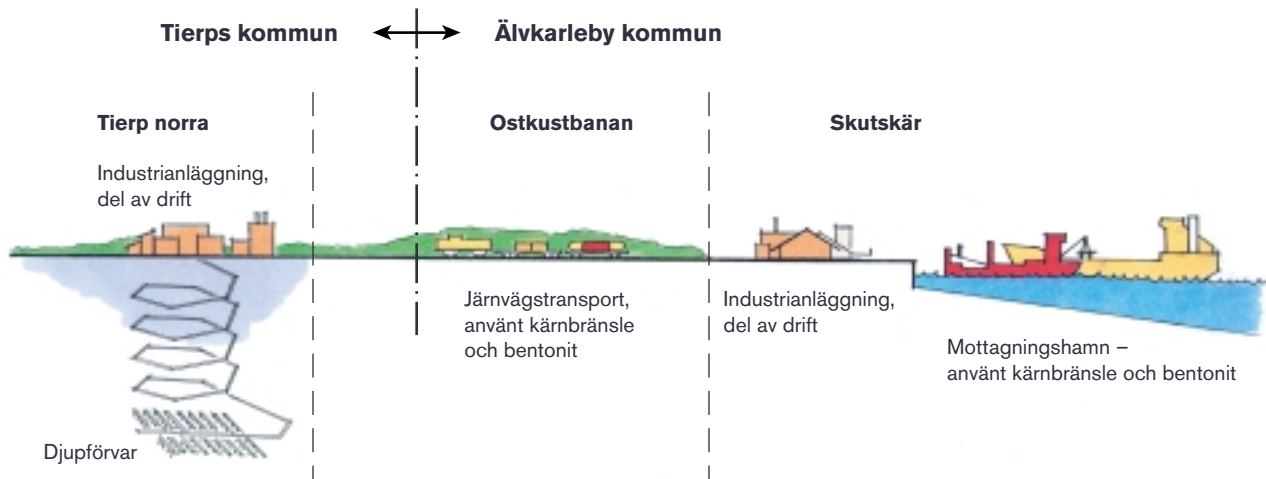 Tierps kommun
Älvkarleby kommun
Tierp norra
Ostkustbanan
Skutskär
Industrianläggning,
del av drift
Järnvägstransport,
använt kärnbränsle
och bentonit
Industrianläggning,
del av drift
Mottagningshamn –
använt kärnbränsle och bentonit
Djupförvar